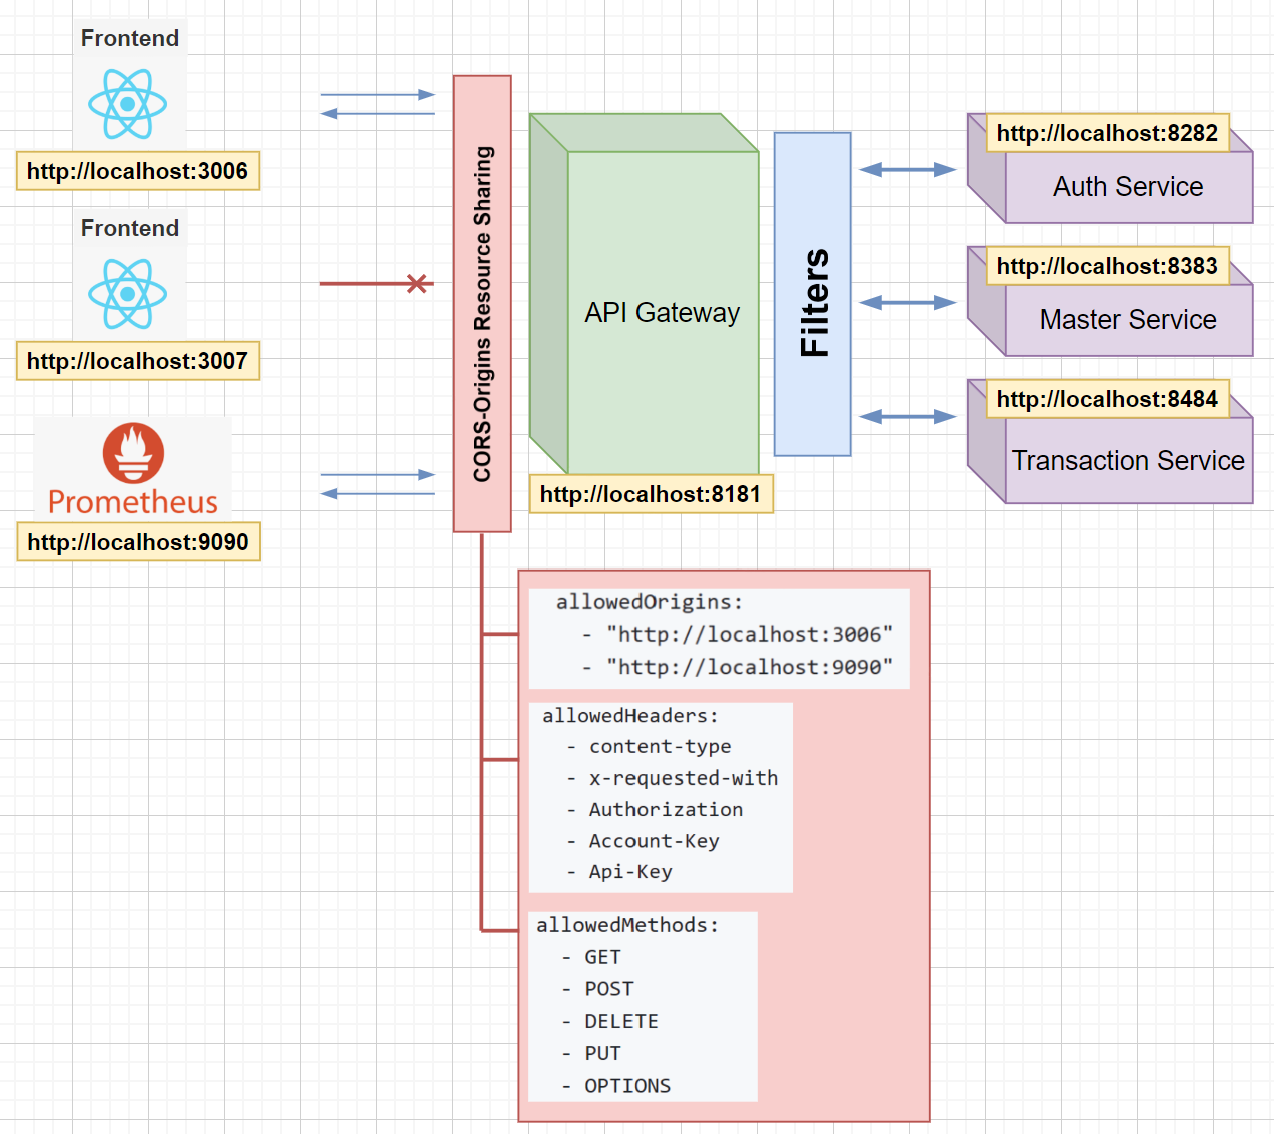 Frontend
http://localhost:3006
Frontend
http://localhost:3007
Prometheus
http://localhost:9090
CORS-Origins Resource Sharing
API Gateway
http://localhost:8181
Filters
http://localhost:8282
Auth Service
http://localhost:8383
Master Service
http://localhost:8484
Transaction Service
allowedOrigins:
- "http://localhost:3006"
- "http://localhost:9090"
allowedHeaders:
- content-type
- x-requested-with
- Authorization
- Account-Key
- Api-Key
allowedMethods:
- GET
- POST
- DELETE
- PUT
- OPTIONS